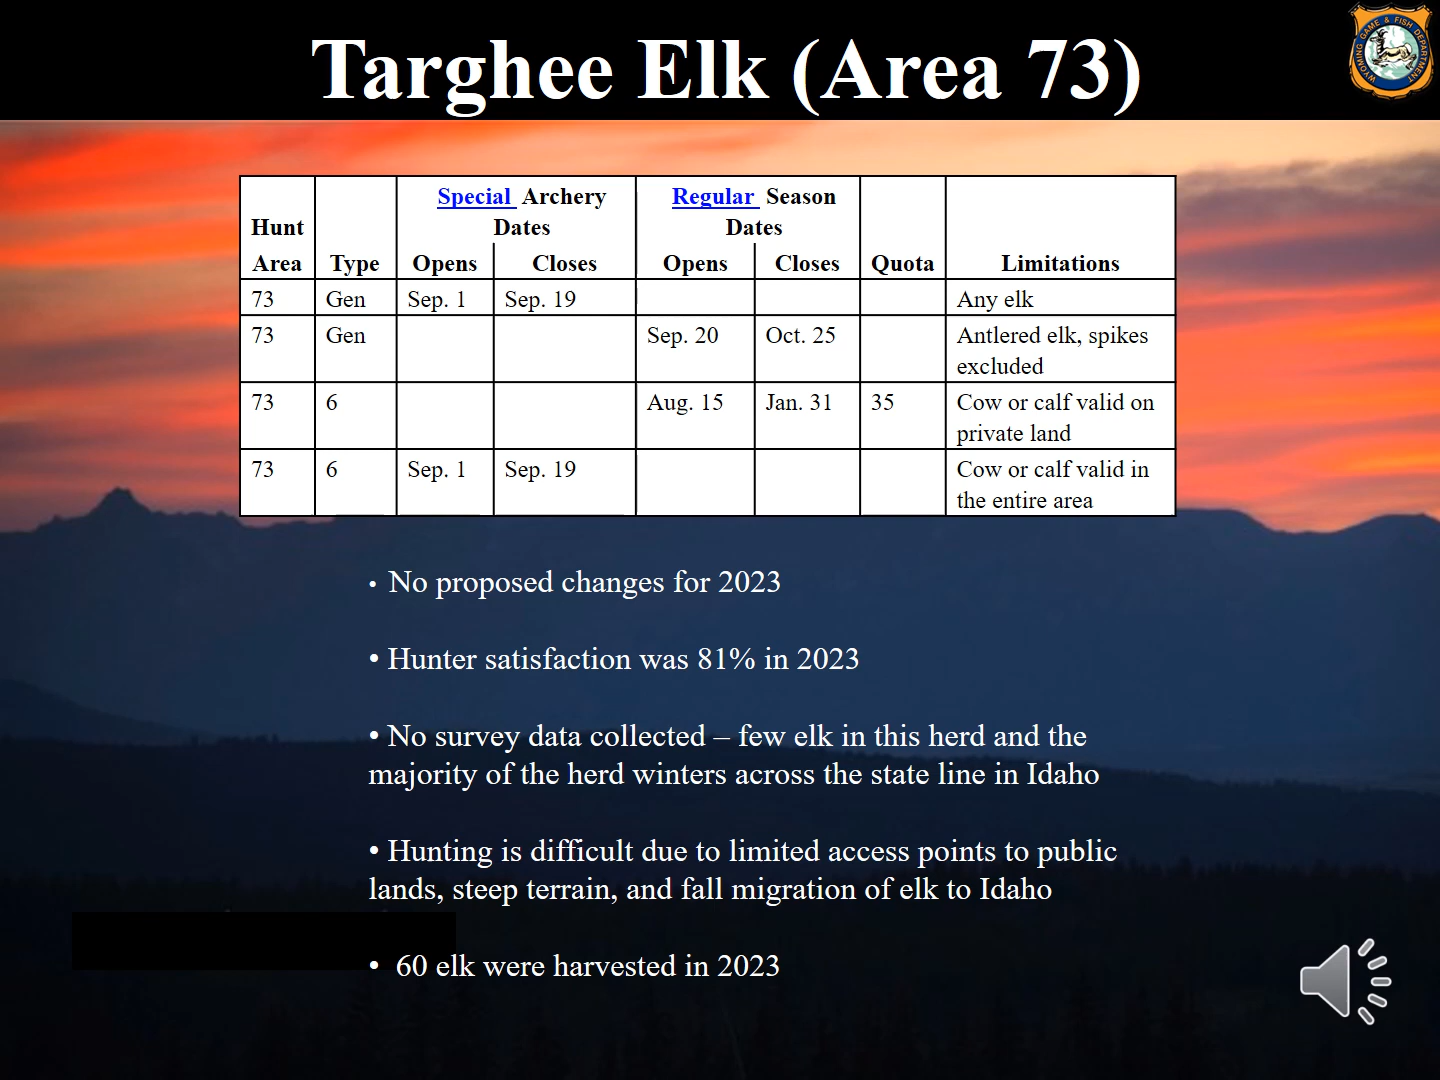 Targhee Elk (Area 73)
WYOMING GAME & FISH DEPARTMENT
Special Archery Regular Season
Hunt Dates Dates
Area Type Opens Closes Opens Closes Quota Limitations
73 Gen Sep. 1 Sep. 19 Any elk
73 Gen Sep. 20 Oct. 25 Antlered elk, spikes
excluded
73 6 Aug. 15 Jan. 31 35 Cow or calf valid on
private land
73 6 Sep. 1 Sep. 19 Cow or calf valid in
the entire area
• No proposed changes for 2023
• Hunter satisfaction was 81% in 2023
• No survey data collected – few elk in this herd and the
majority of the herd winters across the state line in Idaho
• Hunting is difficult due to limited access points to public
lands, steep terrain, and fall migration of elk to Idaho
• 60 elk were harvested in 2023